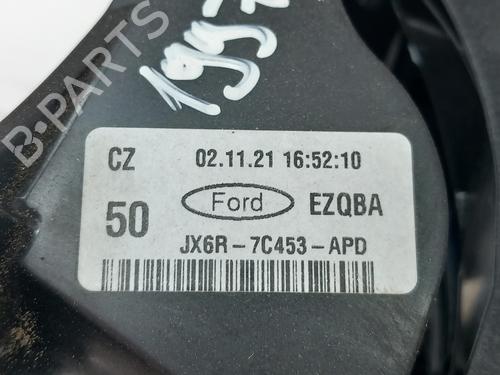 B-PARTS
CZ 02.11.21 16:52:10
50 Ford EZQBA
JX6R-7C453-APD